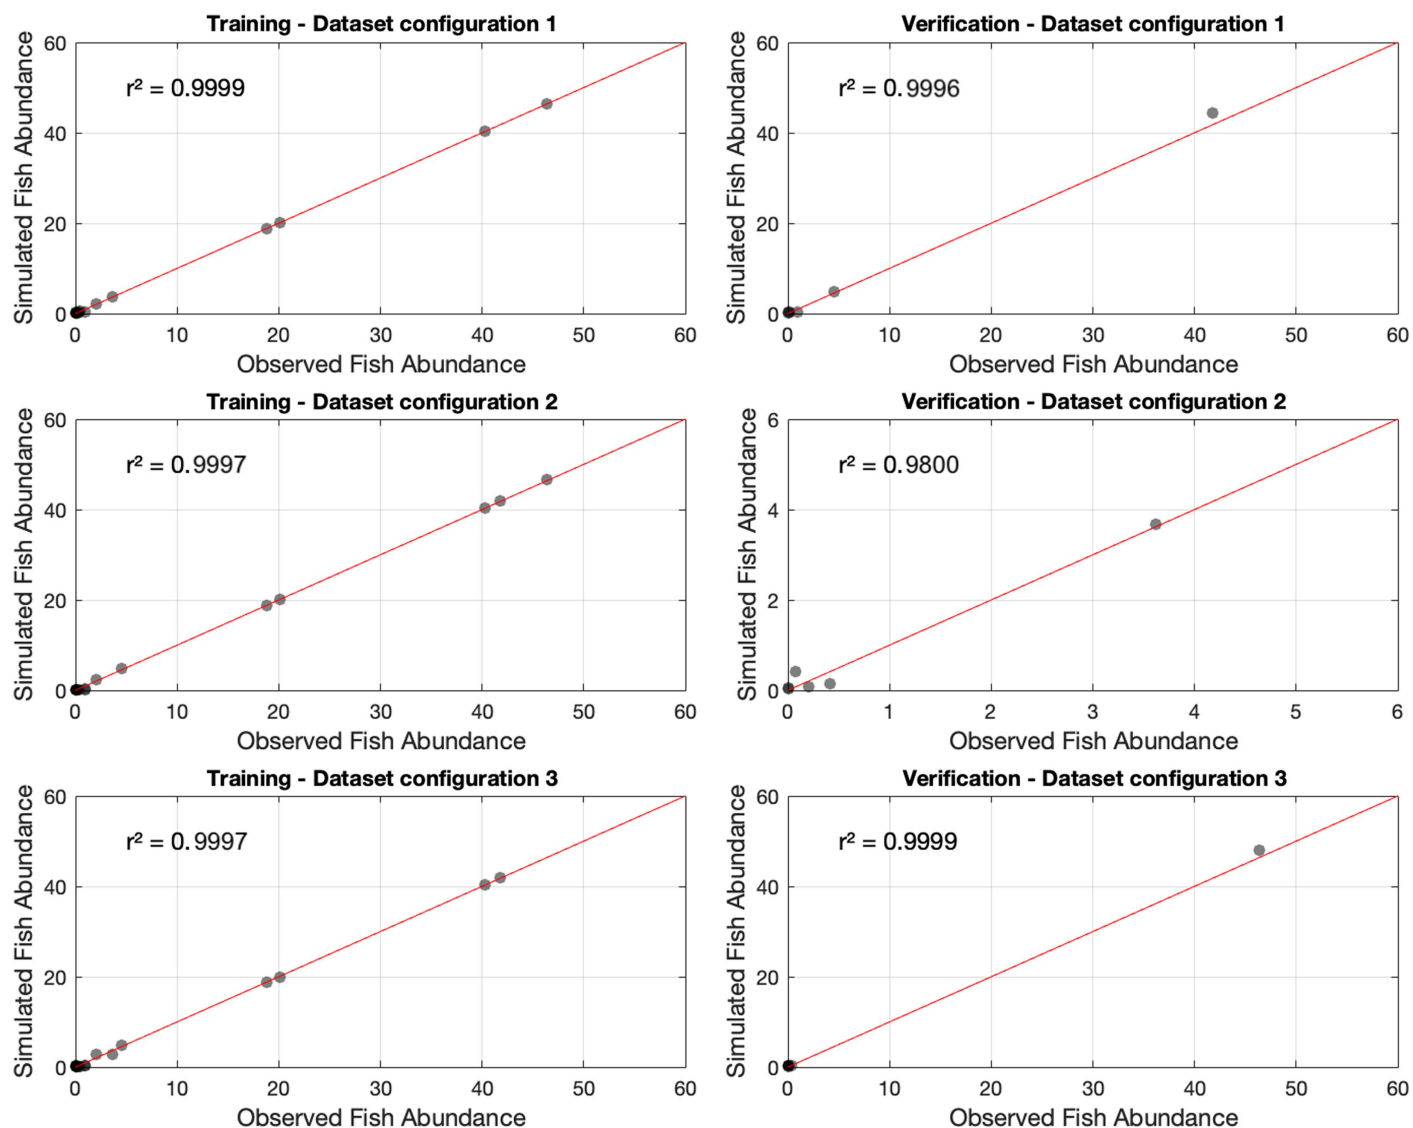 Training - Dataset configuration 1
60
40
20
0
Simulated Fish Abundance
r² = 0.9999
0 10 20 30 40 50 60
Observed Fish Abundance
Verification - Dataset configuration 1
60
40
20
0
Simulated Fish Abundance
r² = 0.9996
0 10 20 30 40 50 60
Observed Fish Abundance
Training - Dataset configuration 2
60
40
20
0
Simulated Fish Abundance
r² = 0.9997
0 10 20 30 40 50 60
Observed Fish Abundance
Verification - Dataset configuration 2
6
4
2
0
Simulated Fish Abundance
r² = 0.9800
0 1 2 3 4 5 6
Observed Fish Abundance
Training - Dataset configuration 3
60
40
20
0
Simulated Fish Abundance
r² = 0.9997
0 10 20 30 40 50 60
Observed Fish Abundance
Verification - Dataset configuration 3
60
40
20
0
Simulated Fish Abundance
r² = 0.9999
0 10 20 30 40 50 60
Observed Fish Abundance